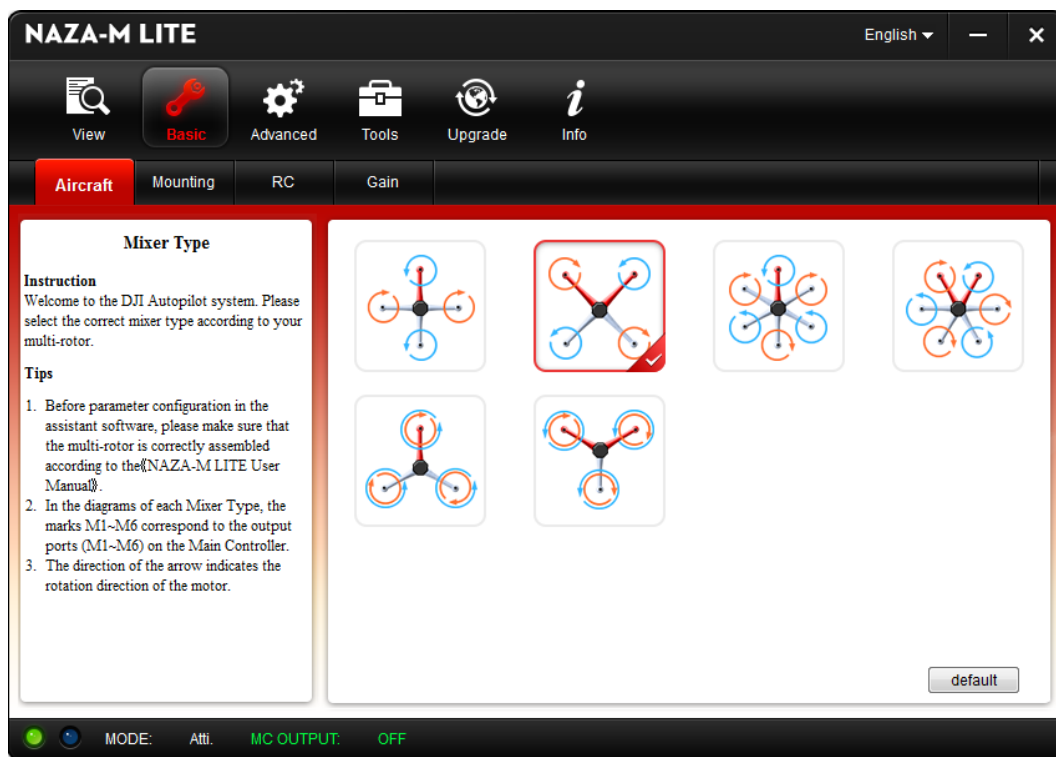 NAZA-M LITE
English
View
Basic
Advanced
Tools
Upgrade
Info
Aircraft
Mounting
RC
Gain
Mixer Type
Instruction
Welcome to the DJI Autopilot system. Please
select the correct mixer type according to your
multi-rotor.
Tips
1. Before parameter configuration in the
assistant software, please make sure that
the multi-rotor is correctly assembled
according to the《NAZA-M LITE User
Manual》.
2. In the diagrams of each Mixer Type, the
marks M1~M6 correspond to the output
ports (M1~M6) on the Main Controller.
3. The direction of the arrow indicates the
rotation direction of the motor.
default
MODE: Atti. MC OUTPUT: OFF